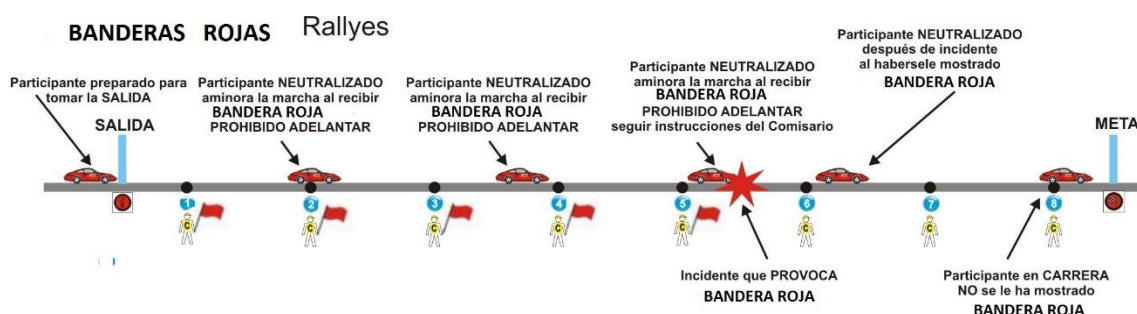 BANDERAS ROJAS Rallyes
Participante preparado para
tomar la SALIDA
SALIDA
Participante NEUTRALIZADO
aminora la marcha al recibir
BANDERA ROJA
PROHIBIDO ADELANTAR
Participante NEUTRALIZADO
aminora la marcha al recibir
BANDERA ROJA
PROHIBIDO ADELANTAR
Participante NEUTRALIZADO
aminora la marcha al recibir
BANDERA ROJA
PROHIBIDO ADELANTAR
seguir instrucciones del Comisario
Participante NEUTRALIZADO
después de incidente
al habersele mostrado
BANDERA ROJA
META
1 2 3 4 5 6 7 8
C C C C C C C C
Incidente que PROVOCA
BANDERA ROJA
Participante en CARRERA
NO se le ha mostrado
BANDERA ROJA